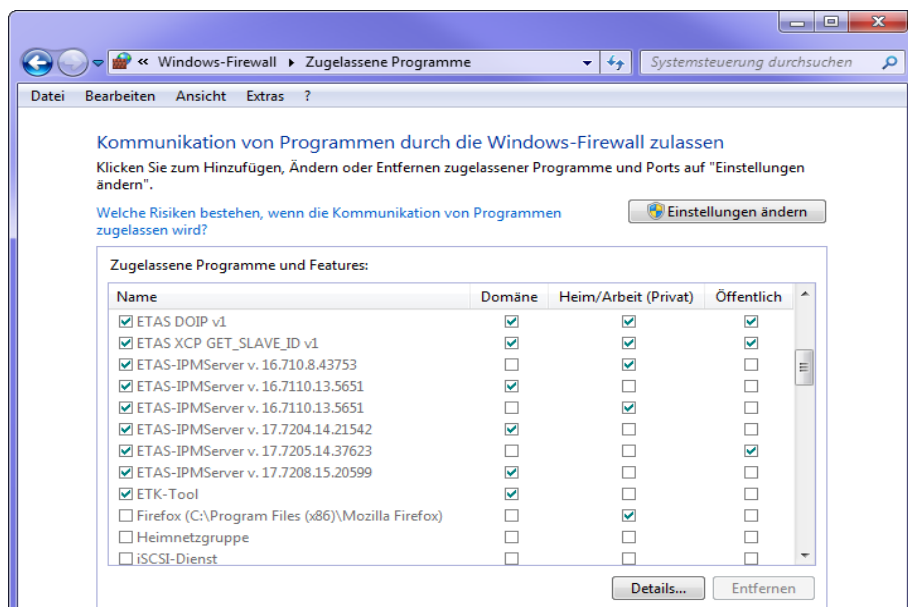 « Windows-Firewall ▸ Zugelassene Programme
Systemsteuerung durchsuchen
Datei Bearbeiten Ansicht Extras ?
Kommunikation von Programmen durch die Windows-Firewall zulassen
Klicken Sie zum Hinzufügen, Ändern oder Entfernen zugelassener Programme und Ports auf "Einstellungen
ändern".
Welche Risiken bestehen, wenn die Kommunikation von Programmen
zugelassen wird?
Einstellungen ändern
Zugelassene Programme und Features:
Name Domäne Heim/Arbeit (Privat) Öffentlich
ETAS DOIP v1
ETAS XCP GET_SLAVE_ID v1
ETAS-IPMServer v. 16.710.8.43753
ETAS-IPMServer v. 16.7110.13.5651
ETAS-IPMServer v. 16.7110.13.5651
ETAS-IPMServer v. 17.7204.14.21542
ETAS-IPMServer v. 17.7205.14.37623
ETAS-IPMServer v. 17.7208.15.20599
ETK-Tool
Firefox (C:\Program Files (x86)\Mozilla Firefox)
Heimnetzgruppe
iSCSI-Dienst
Details... Entfernen